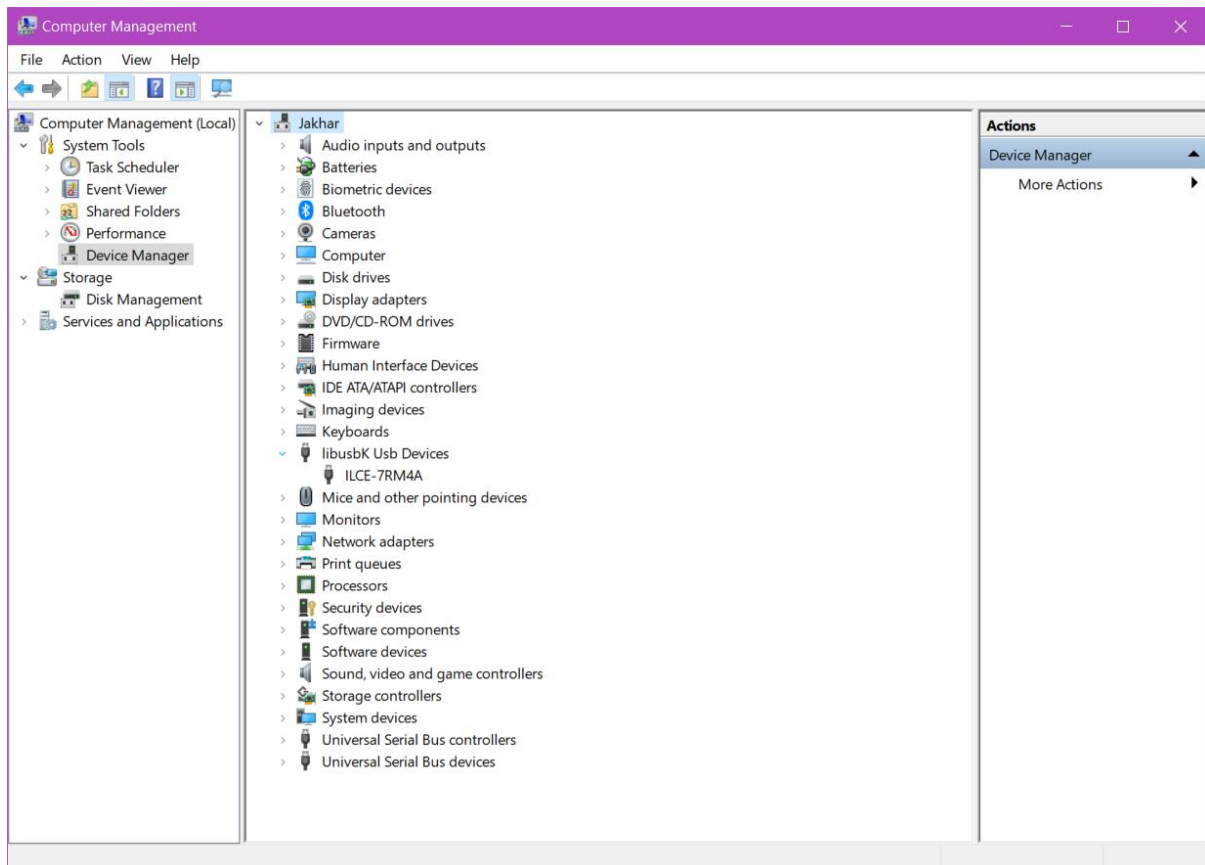 Computer Management
File Action View Help
Computer Management (Local)
System Tools
Task Scheduler
Event Viewer
Shared Folders
Performance
Device Manager
Storage
Disk Management
Services and Applications
Jakhar
Audio inputs and outputs
Batteries
Biometric devices
Bluetooth
Cameras
Computer
Disk drives
Display adapters
DVD/CD-ROM drives
Firmware
Human Interface Devices
IDE ATA/ATAPI controllers
Imaging devices
Keyboards
libusbK Usb Devices
ILCE-7RM4A
Mice and other pointing devices
Monitors
Network adapters
Print queues
Processors
Security devices
Software components
Software devices
Sound, video and game controllers
Storage controllers
System devices
Universal Serial Bus controllers
Universal Serial Bus devices
Actions
Device Manager
More Actions